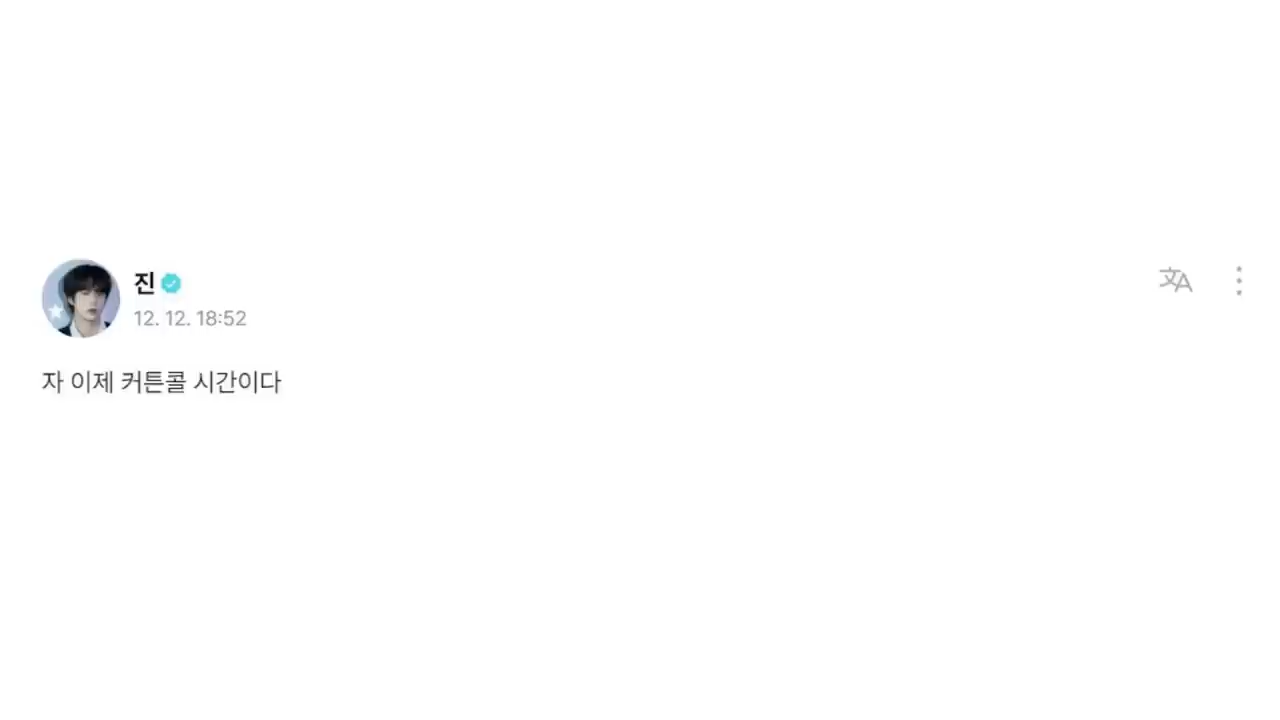 진
12. 12. 18:52
자 이제 커튼콜 시간이다